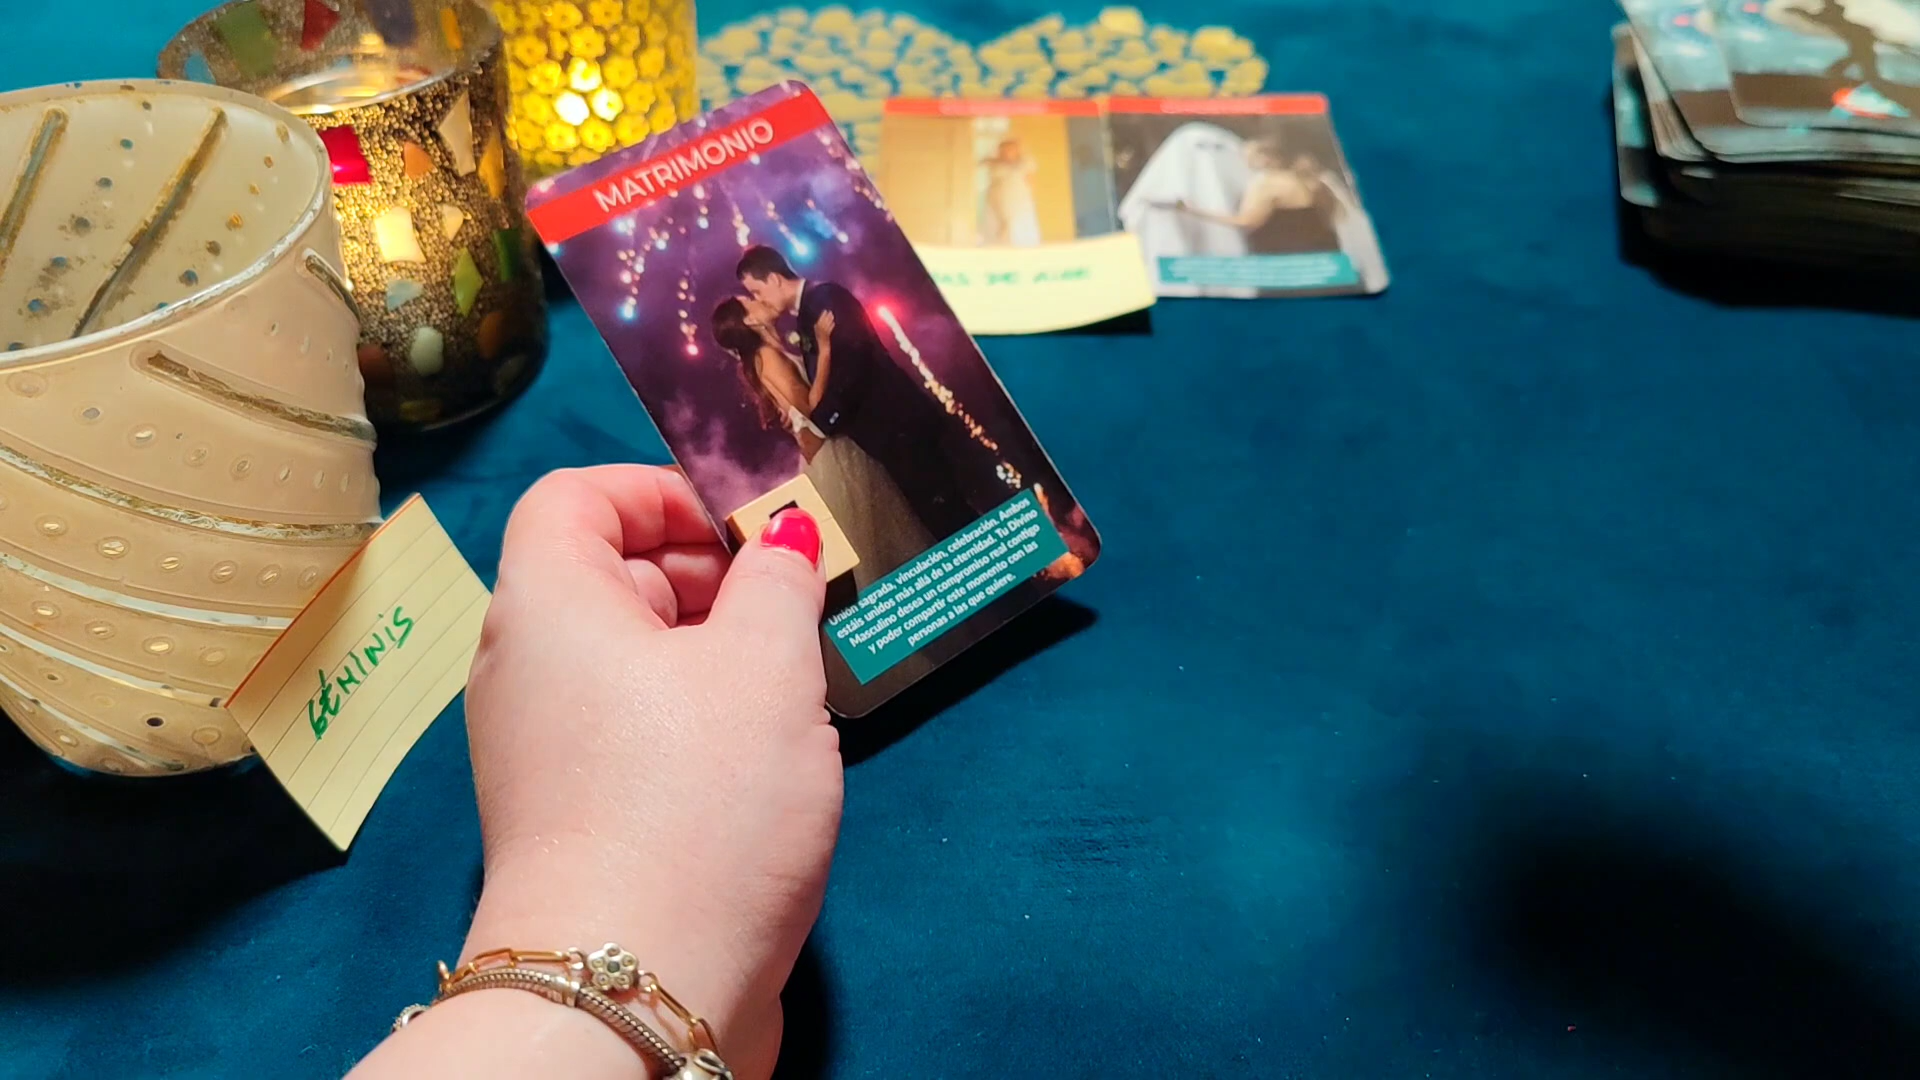 MATRIMONIO
Unión sagrada, vinculación, celebración. Ambos
estáis unidos más allá de la eternidad. Tu Divino
Masculino desea un compromiso real contigo
y poder compartir este momento con las
personas a las que quiere.
GÉMINIS